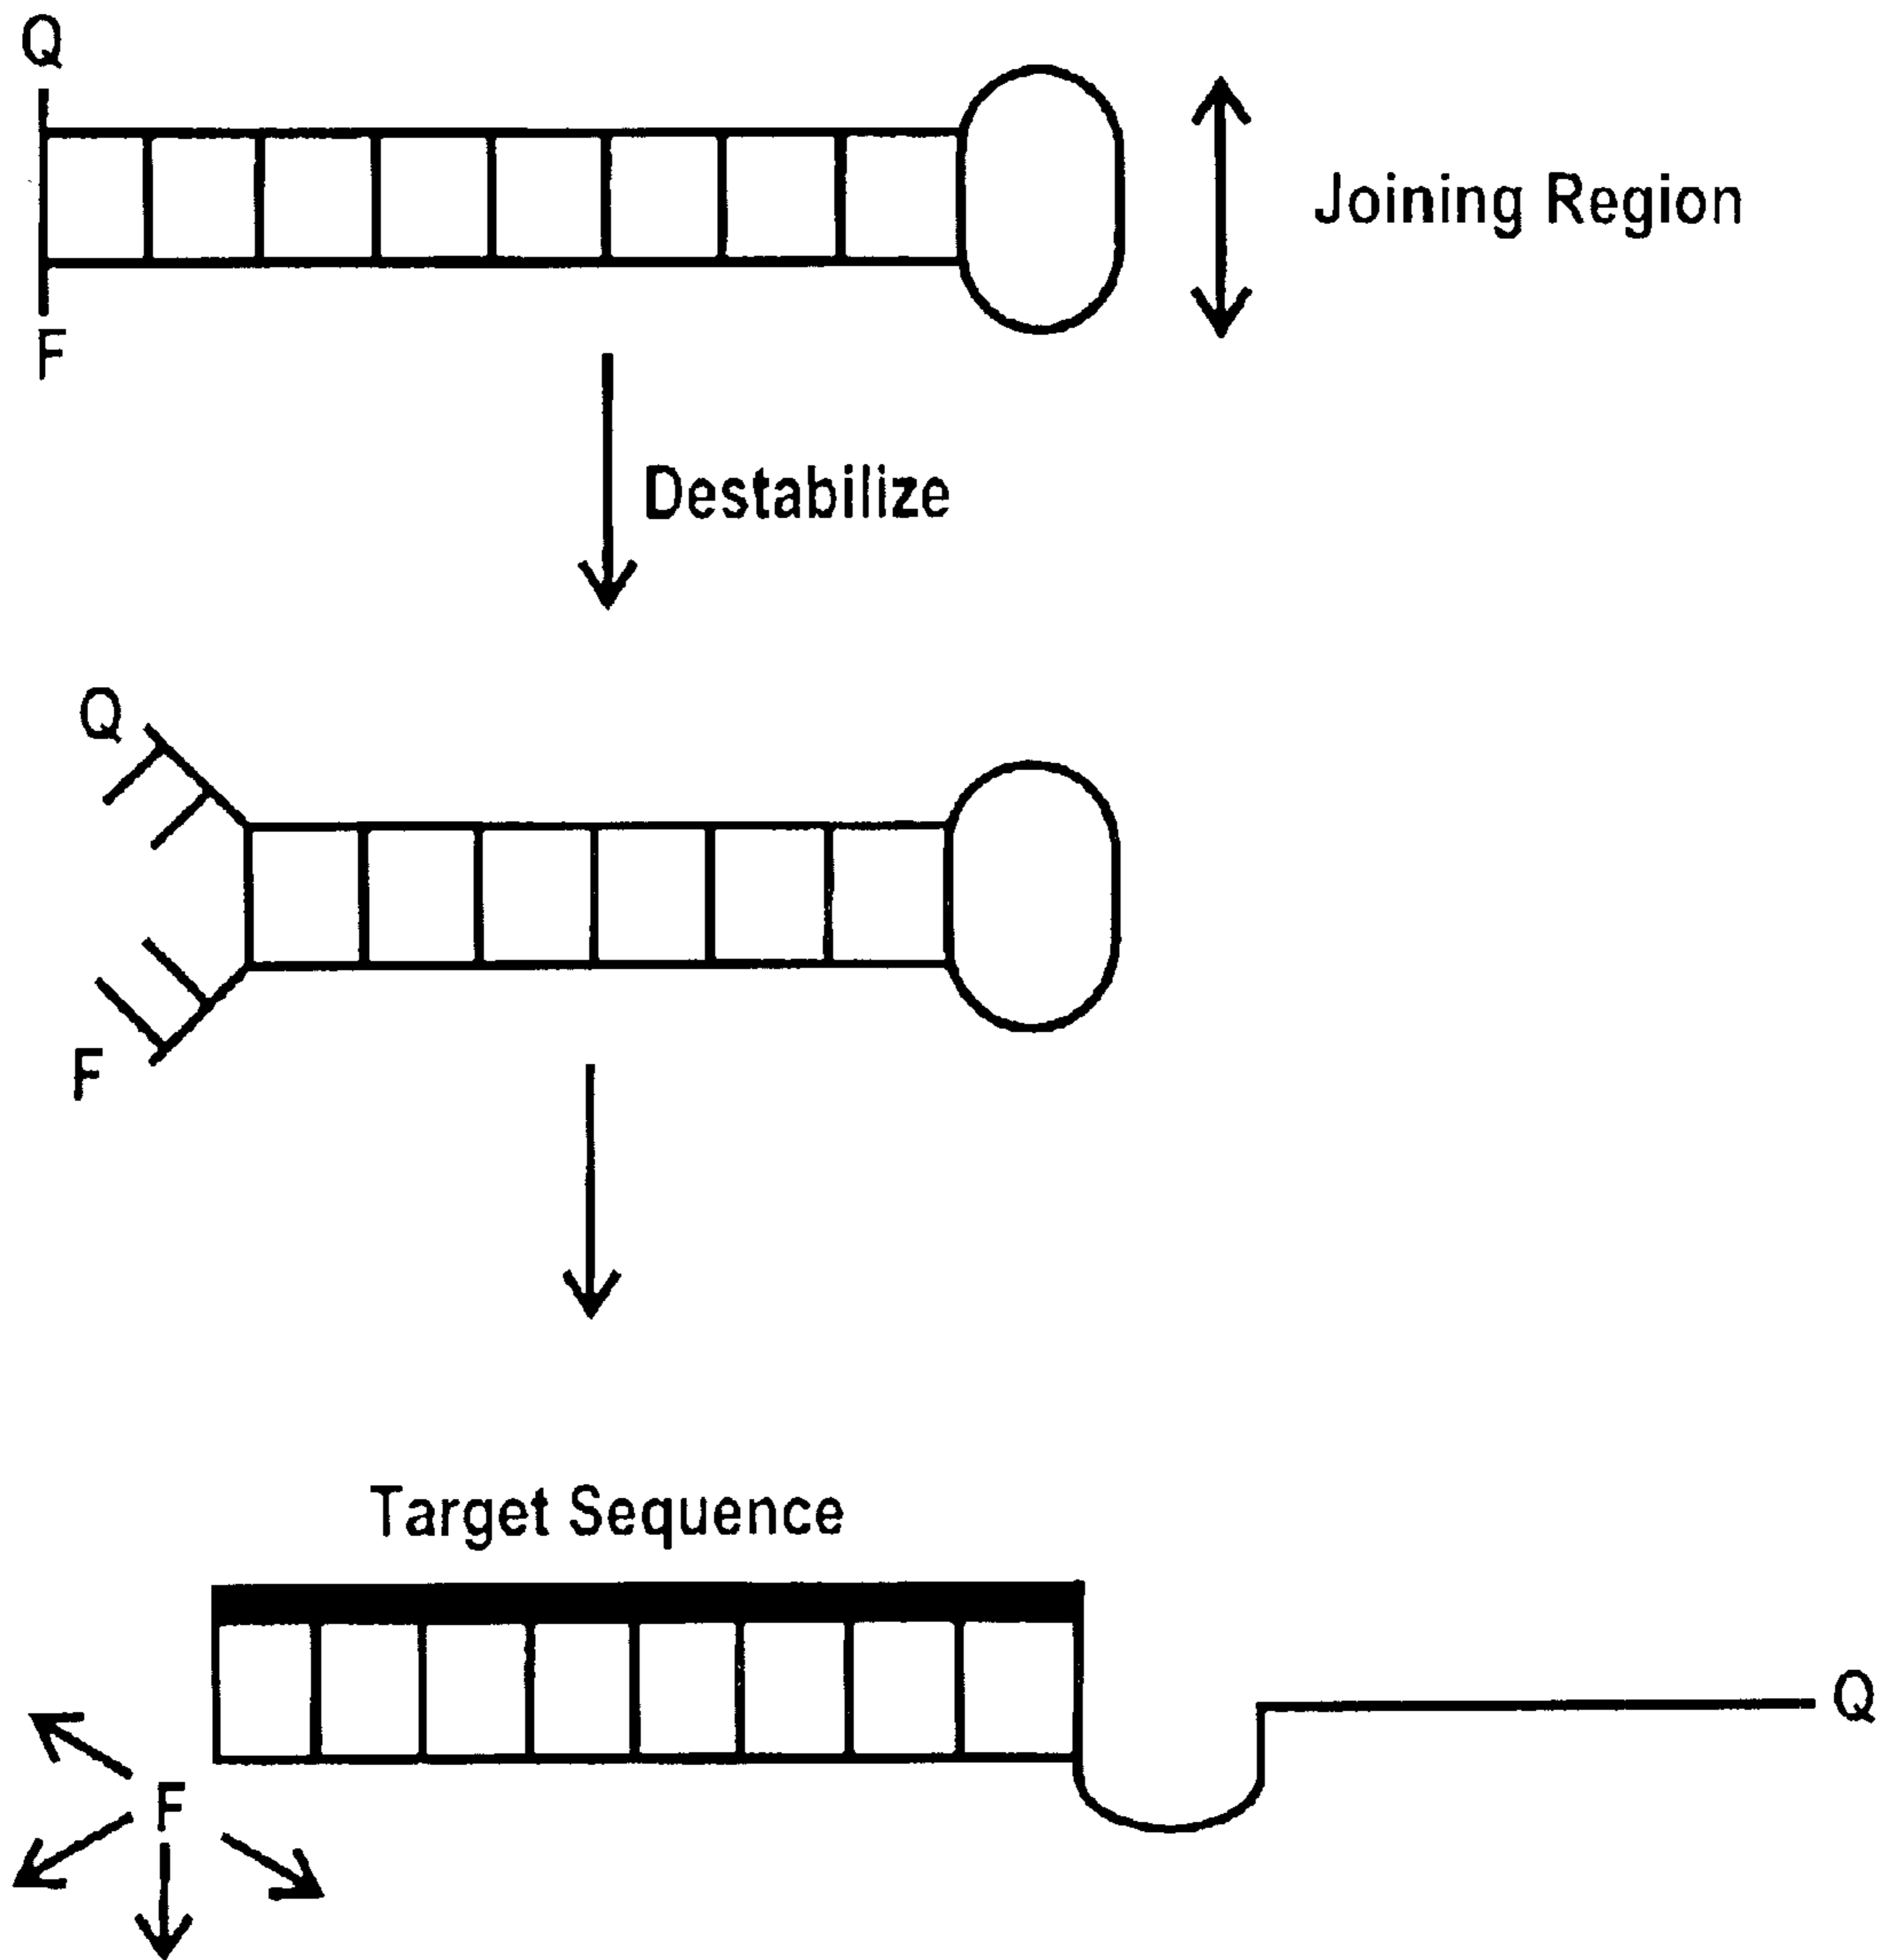 Q
Joining Region
F
Destabilize
Q
F
Target Sequence
Q
F